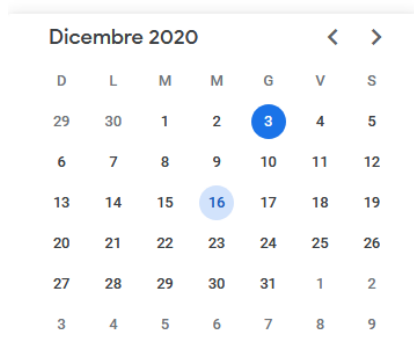 Dicembre 2020
D L M M G V S
29 30 1 2 3 4 5
6 7 8 9 10 11 12
13 14 15 16 17 18 19
20 21 22 23 24 25 26
27 28 29 30 31 1 2
3 4 5 6 7 8 9